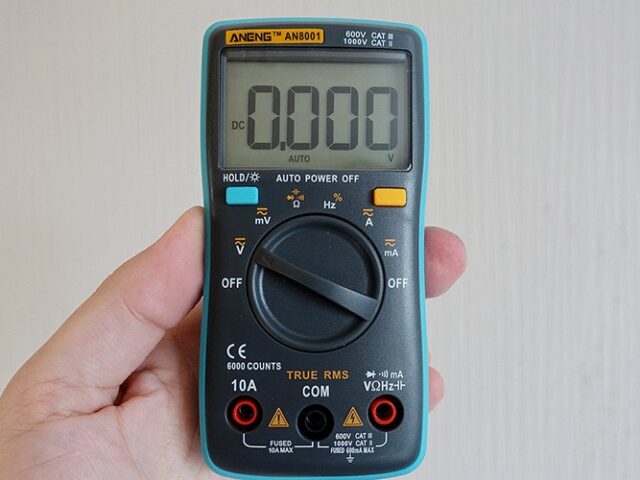 ANENG™ AN8001
600V CAT III
1000V CAT II
DC 0.000 V
AUTO
HOLD/☼ AUTO POWER OFF
Ω Hz %
mV A
V mA
OFF OFF
CE
6000 COUNTS
TRUE RMS
10A COM mA
VΩHz
FUSED
10A MAX
600V CAT III
1000V CAT II
FUSED 600mA MAX